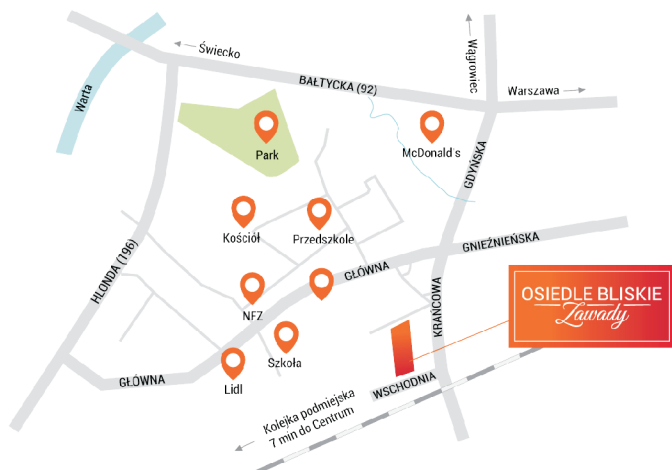 Świecko
Wągrowiec
Warszawa
Warta
BAŁTYCKA (92)
Park
McDonald's
GDYŃSKA
HLONDA (196)
Kościół
Przedszkole
GNIEŹNIEŃSKA
GŁÓWNA
NFZ
KRAŃCOWA
OSIEDLE BLISKIE
Zawady
Szkoła
Lidl
GŁÓWNA
WSCHODNIA
Kolejka podmiejska
7 min do Centrum